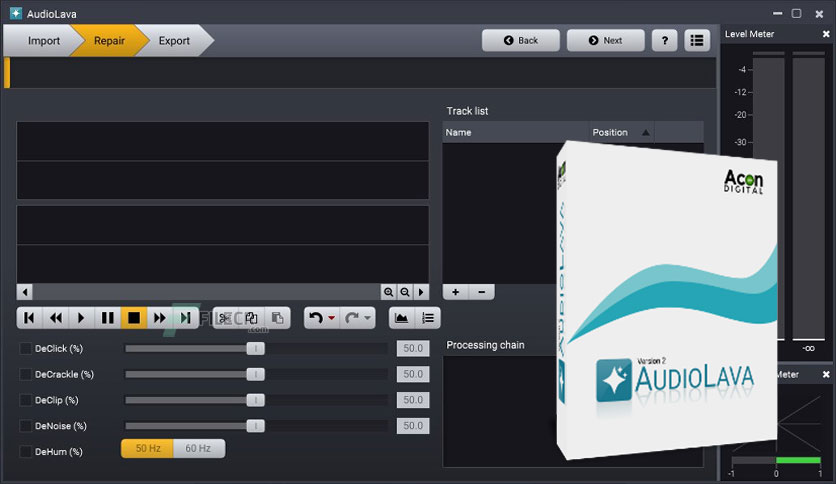 AudioLava
Import Repair Export Back Next ?
Level Meter
-4
-12
-20
-30
-∞
Track list
Name Position
+ −
DeClick (%) 50.0
DeCrackle (%) 50.0
DeClip (%) 50.0
DeNoise (%) 50.0
DeHum (%) 50 Hz 60 Hz
Processing chain
Meter
-1 0 1
Acon
DIGITAL
AUDIOLAVA
Version 2
AUDIOLAVA